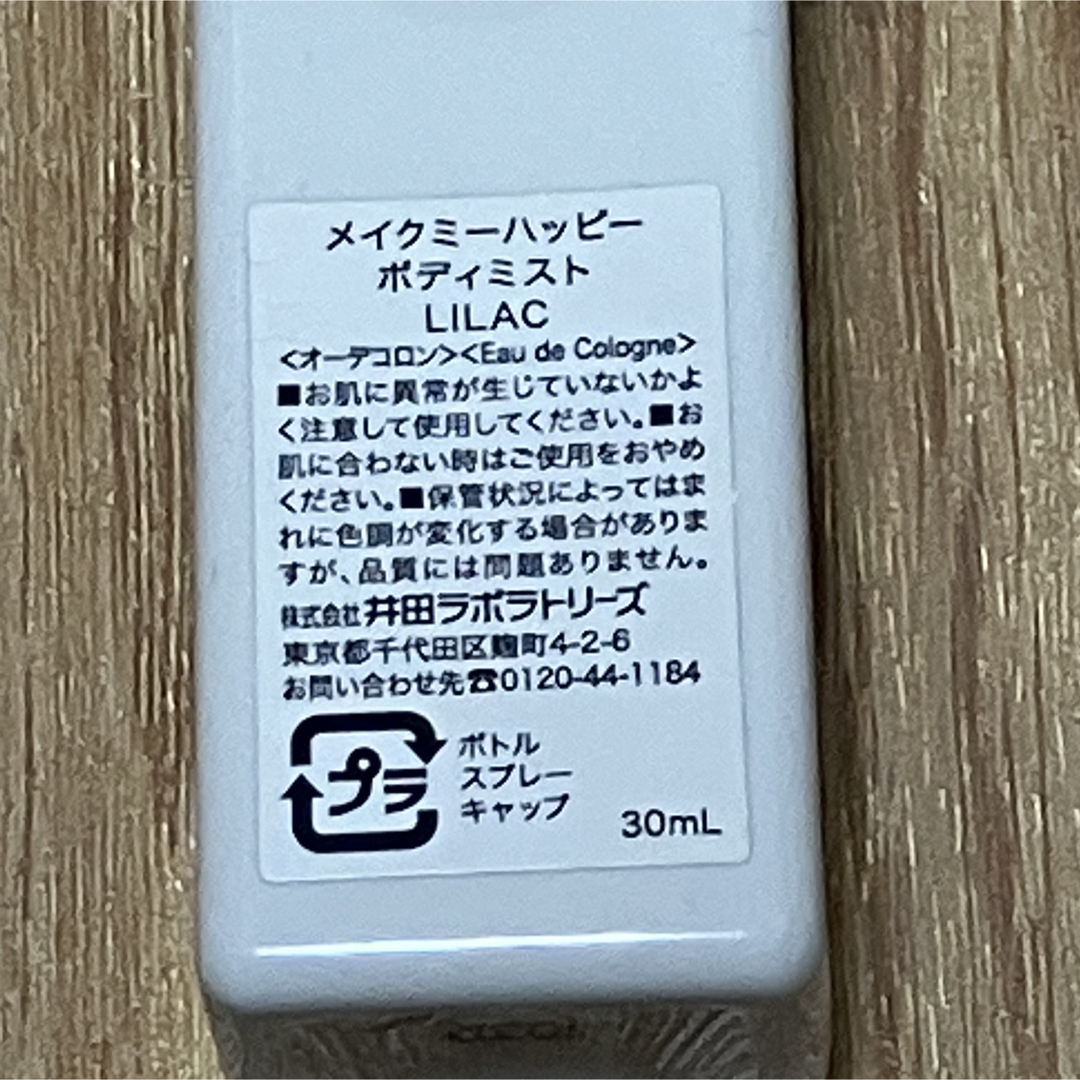 メイクミーハッピー
ボディミスト
LILAC
<オーデコロン><Eau de Cologne>
■お肌に異常が生じていないかよ
く注意して使用してください。■お
肌に合わない時はご使用をおやめ
ください。■保管状況によってはま
れに色調が変化する場合がありま
すが、品質には問題ありません。
株式会社 井田ラボラトリーズ
東京都千代田区麹町4-2-6
お問い合わせ先☎0120-44-1184
プラ
ボトル
スプレー
キャップ
30mL